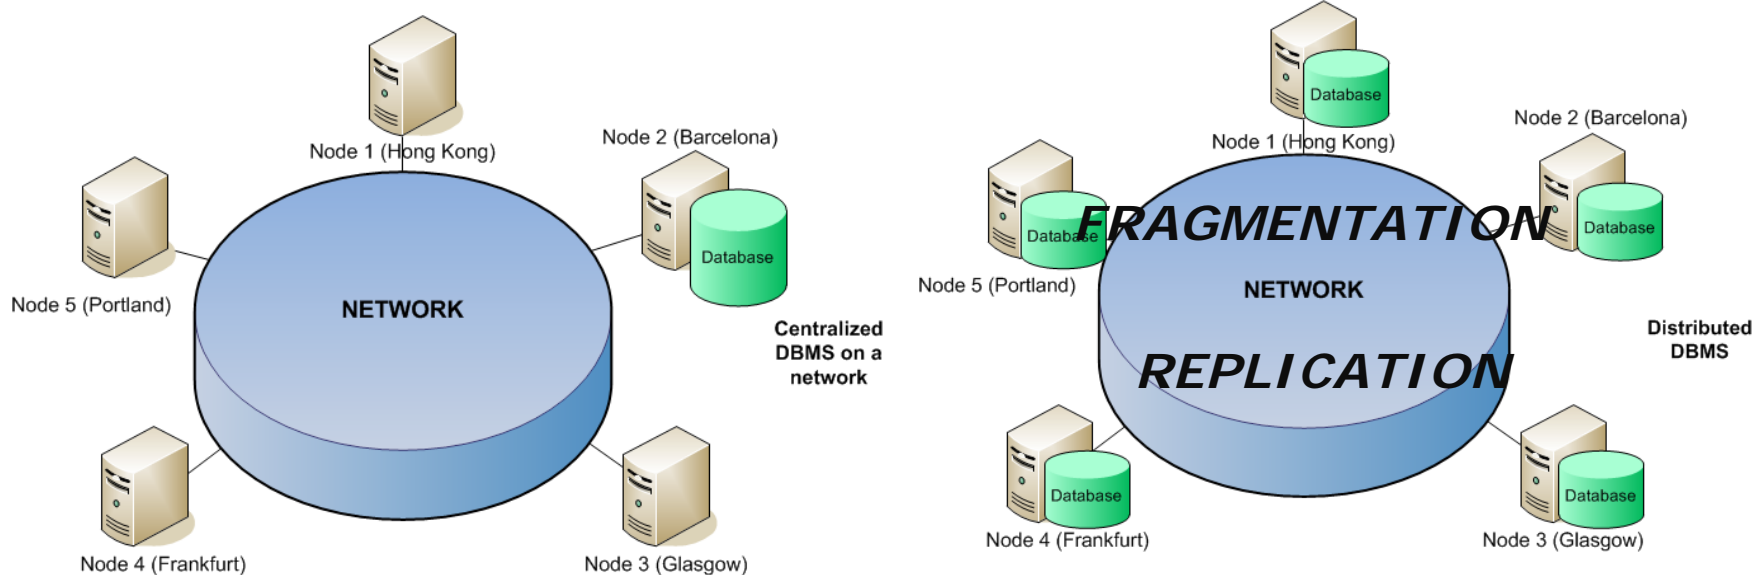 Node 1 (Hong Kong)
Node 2 (Barcelona)
Database
Node 5 (Portland)
NETWORK
Centralized
DBMS on a
network
Node 4 (Frankfurt)
Node 3 (Glasgow)
Database
Node 1 (Hong Kong)
Node 2 (Barcelona)
Database
Database
FRAGMENTATION
Node 5 (Portland)
NETWORK
Distributed
DBMS
REPLICATION
Database
Node 4 (Frankfurt)
Database
Node 3 (Glasgow)